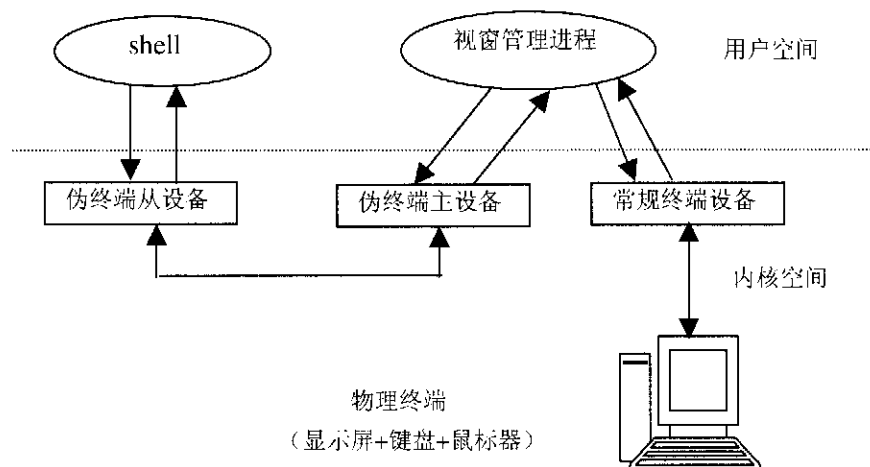 shell
视窗管理进程
用户空间
伪终端从设备
伪终端主设备
常规终端设备
内核空间
物理终端
（显示屏+键盘+鼠标器）